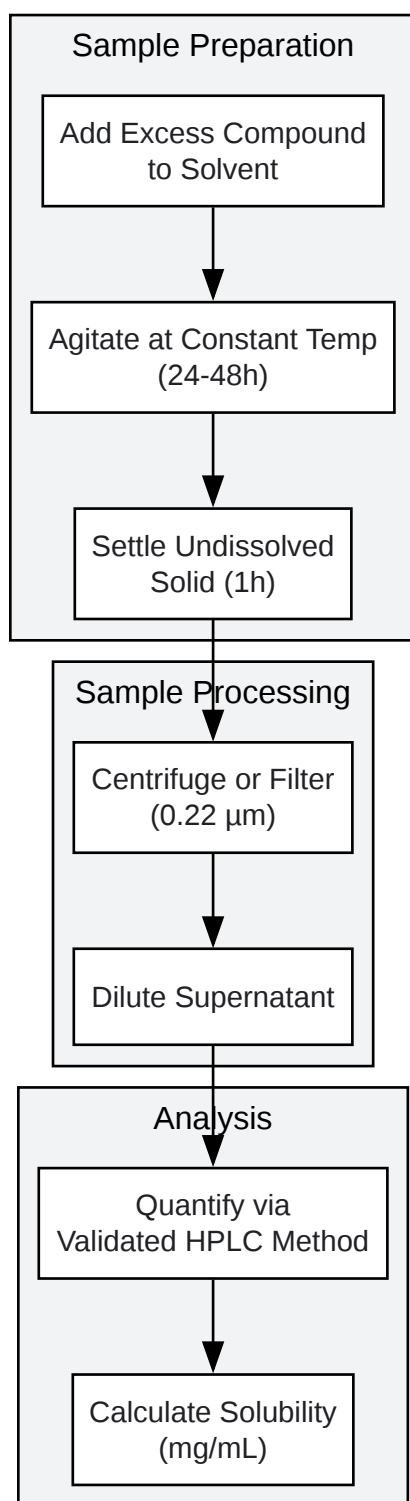 Sample Preparation
Add Excess Compound
to Solvent
Agitate at Constant Temp
(24-48h)
Settle Undissolved
Solid (1h)
Sample Processing
Centrifuge or Filter
(0.22 µm)
Dilute Supernatant
Analysis
Quantify via
Validated HPLC Method
Calculate Solubility
(mg/mL)